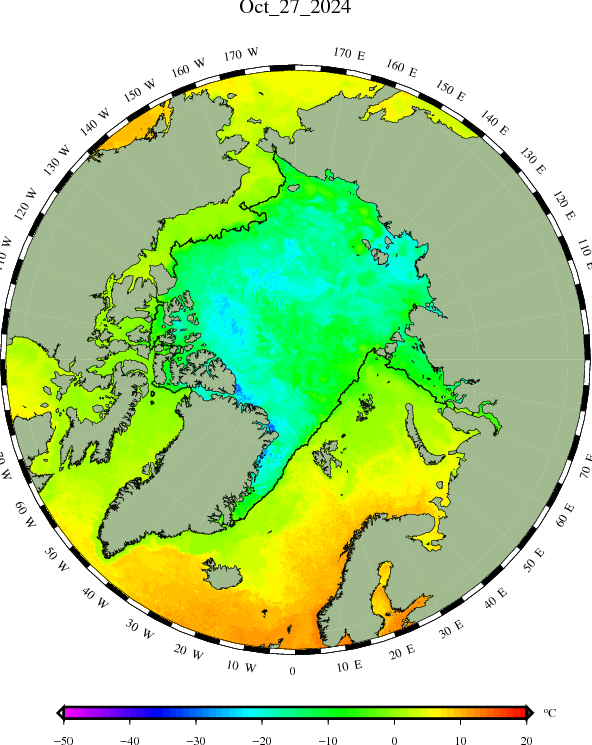 Oct_27_2024
170 W
170 E
160 W
160 E
150 W
150 E
140 W
140 E
130 W
130 E
120 W
120 E
110 E
70 E
60 W
60 E
50 W
50 E
40 W
40 E
30 W
30 E
20 W
20 E
10 W
10 E
0
°C
−50 −40 −30 −20 −10 0 10 20